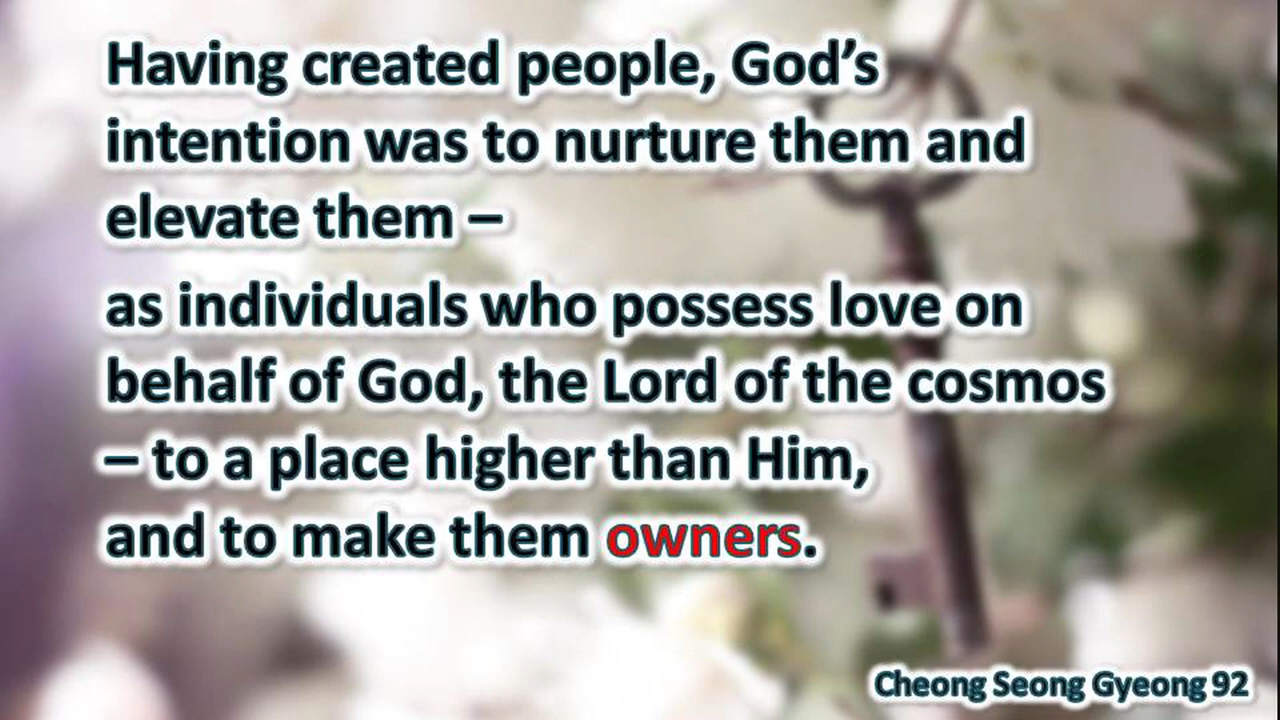 Having created people, God’s
intention was to nurture them and
elevate them –
as individuals who possess love on
behalf of God, the Lord of the cosmos
– to a place higher than Him,
and to make them owners.
Cheong Seong Gyeong 92